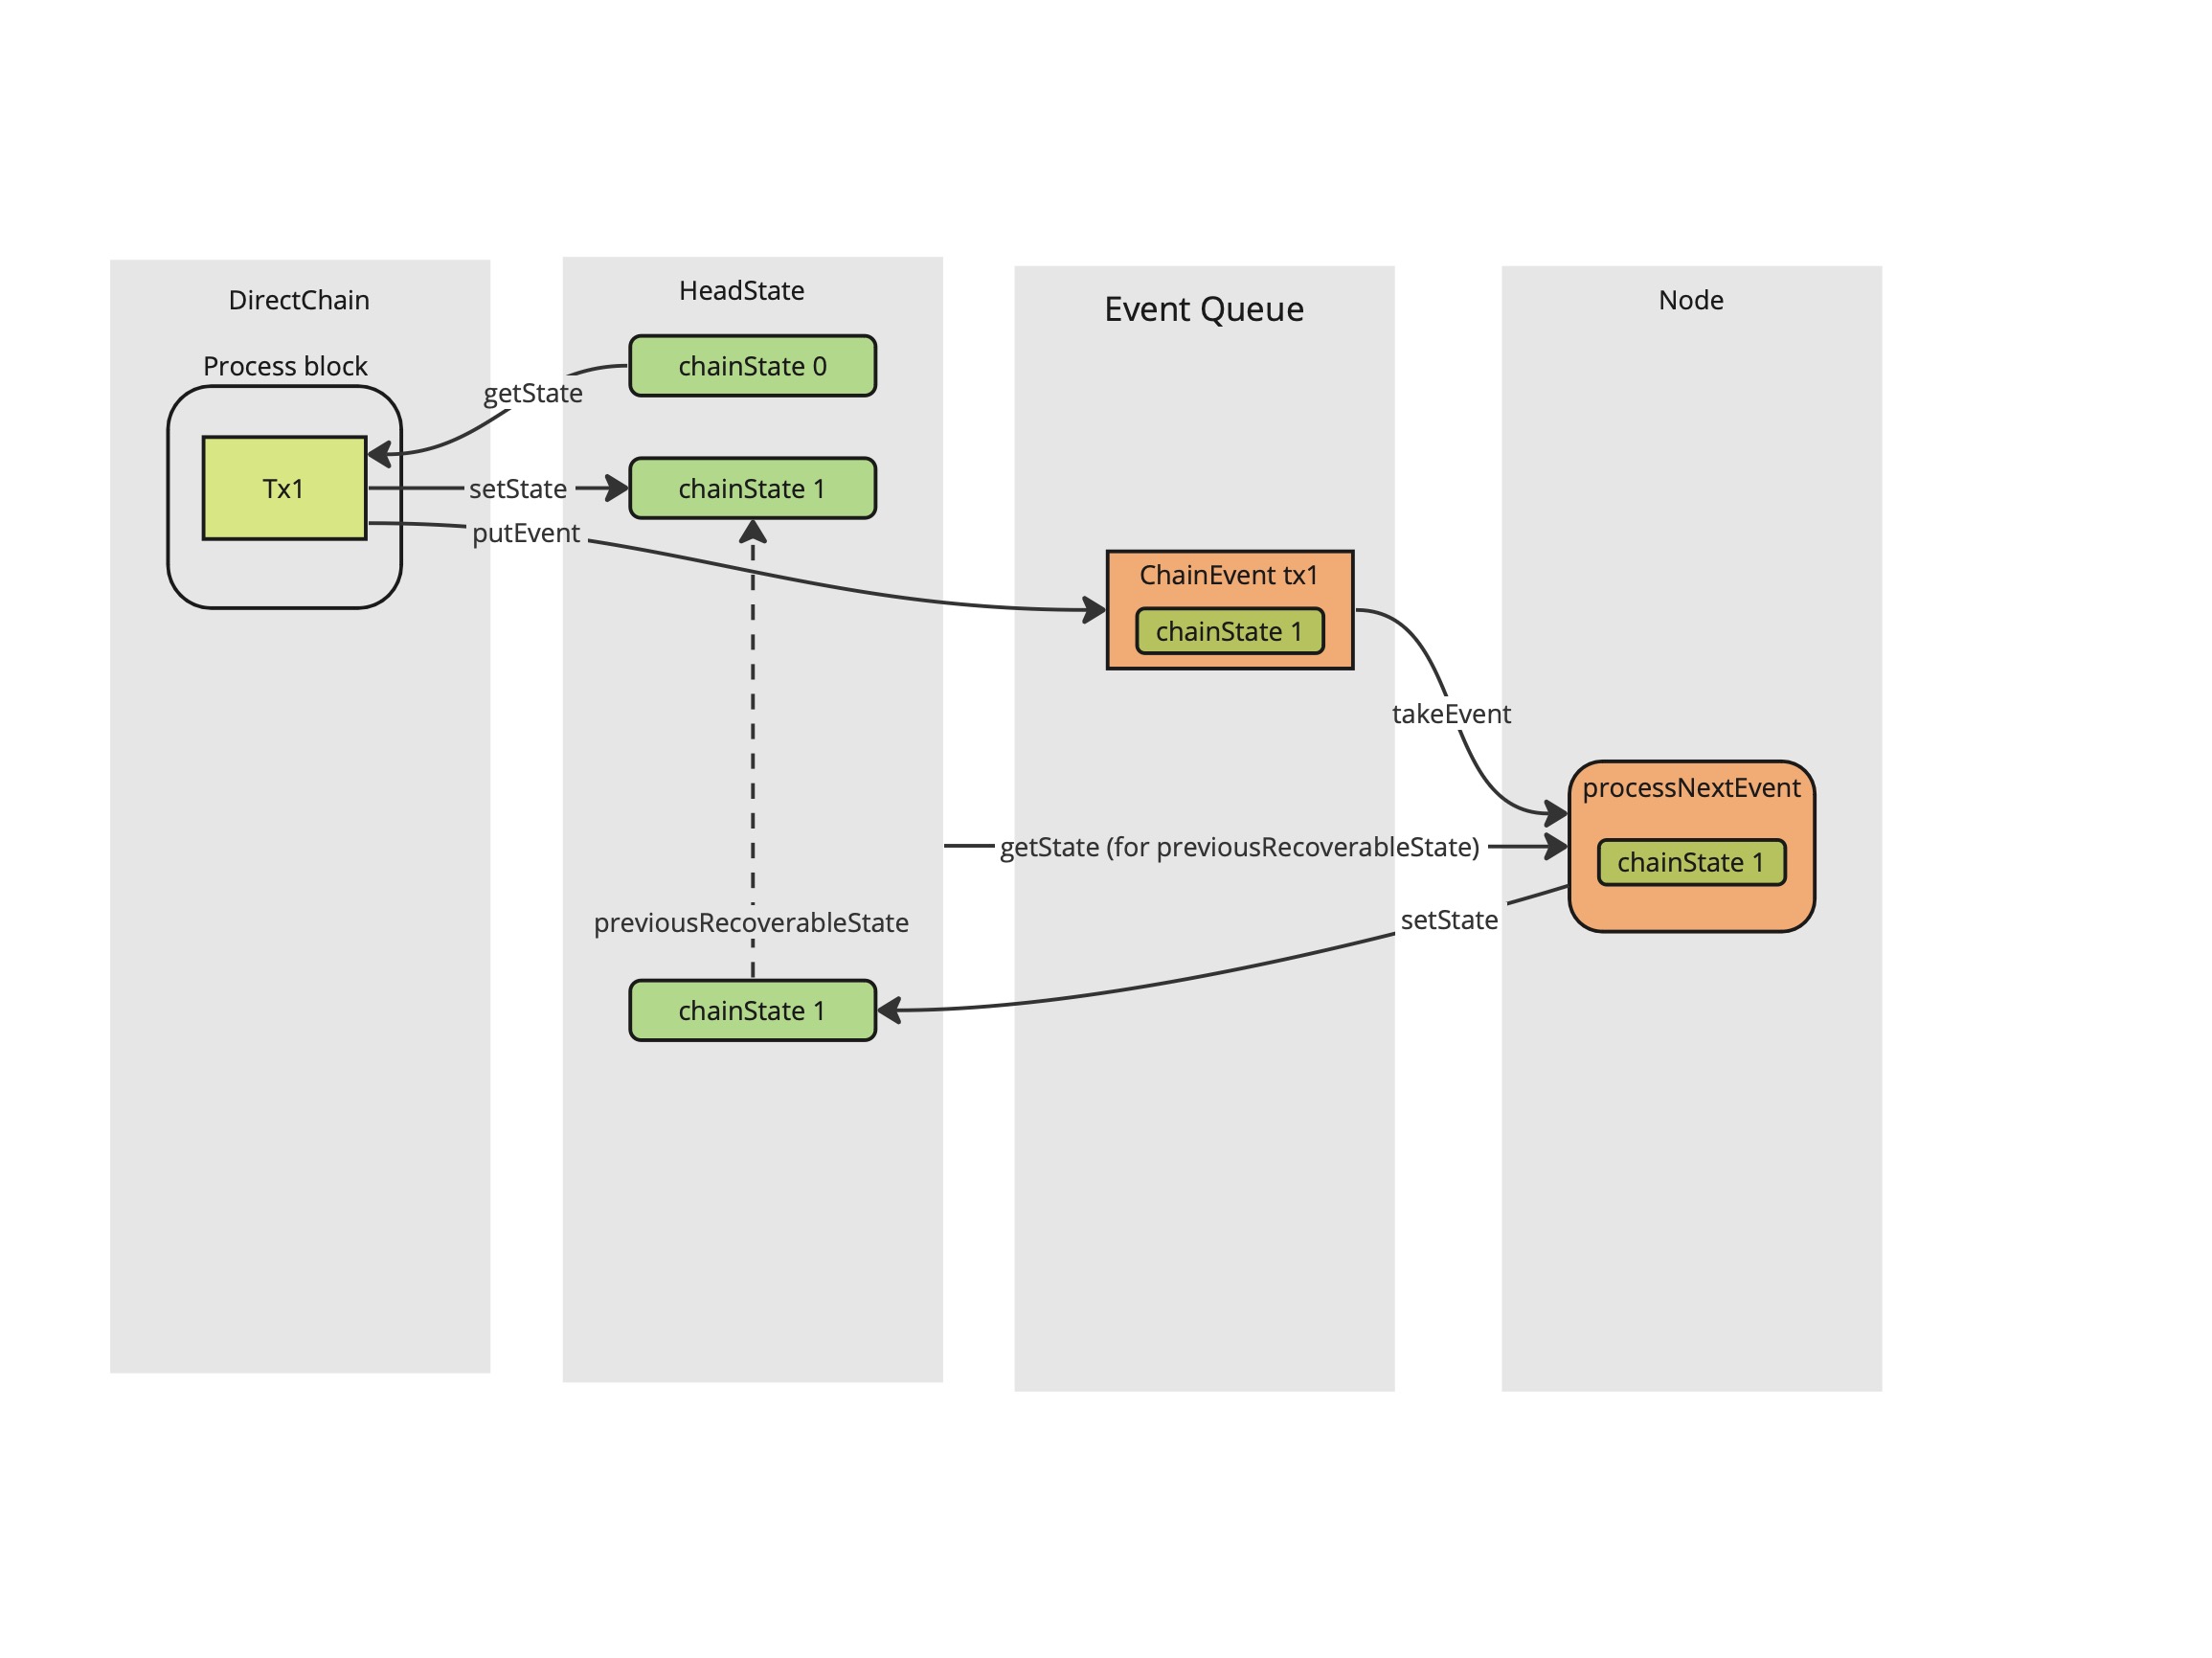 DirectChain
HeadState
Event Queue
Node
Process block
chainState 0
getState
Tx1
setState
chainState 1
putEvent
ChainEvent tx1
chainState 1
takeEvent
processNextEvent
getState (for previousRecoverableState)
chainState 1
previousRecoverableState
setState
chainState 1